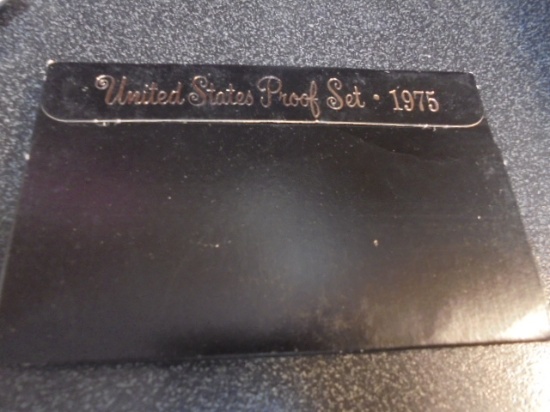 United States Proof Set · 1975